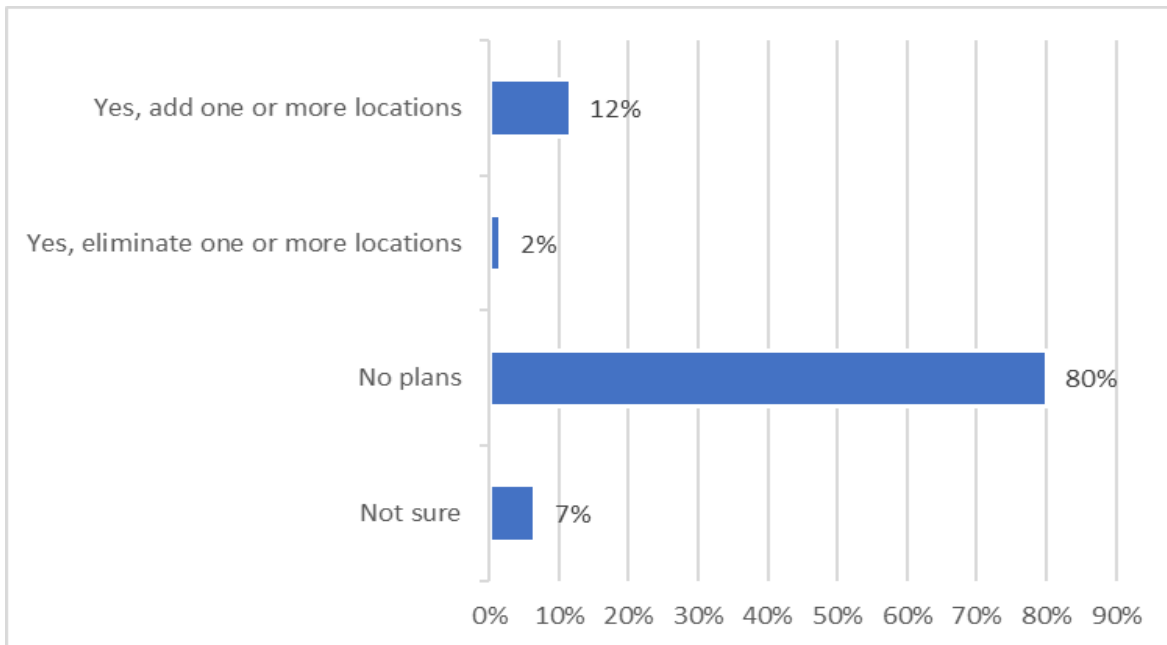 Yes, add one or more locations 12%
Yes, eliminate one or more locations 2%
No plans 80%
Not sure 7%
0% 10% 20% 30% 40% 50% 60% 70% 80% 90%